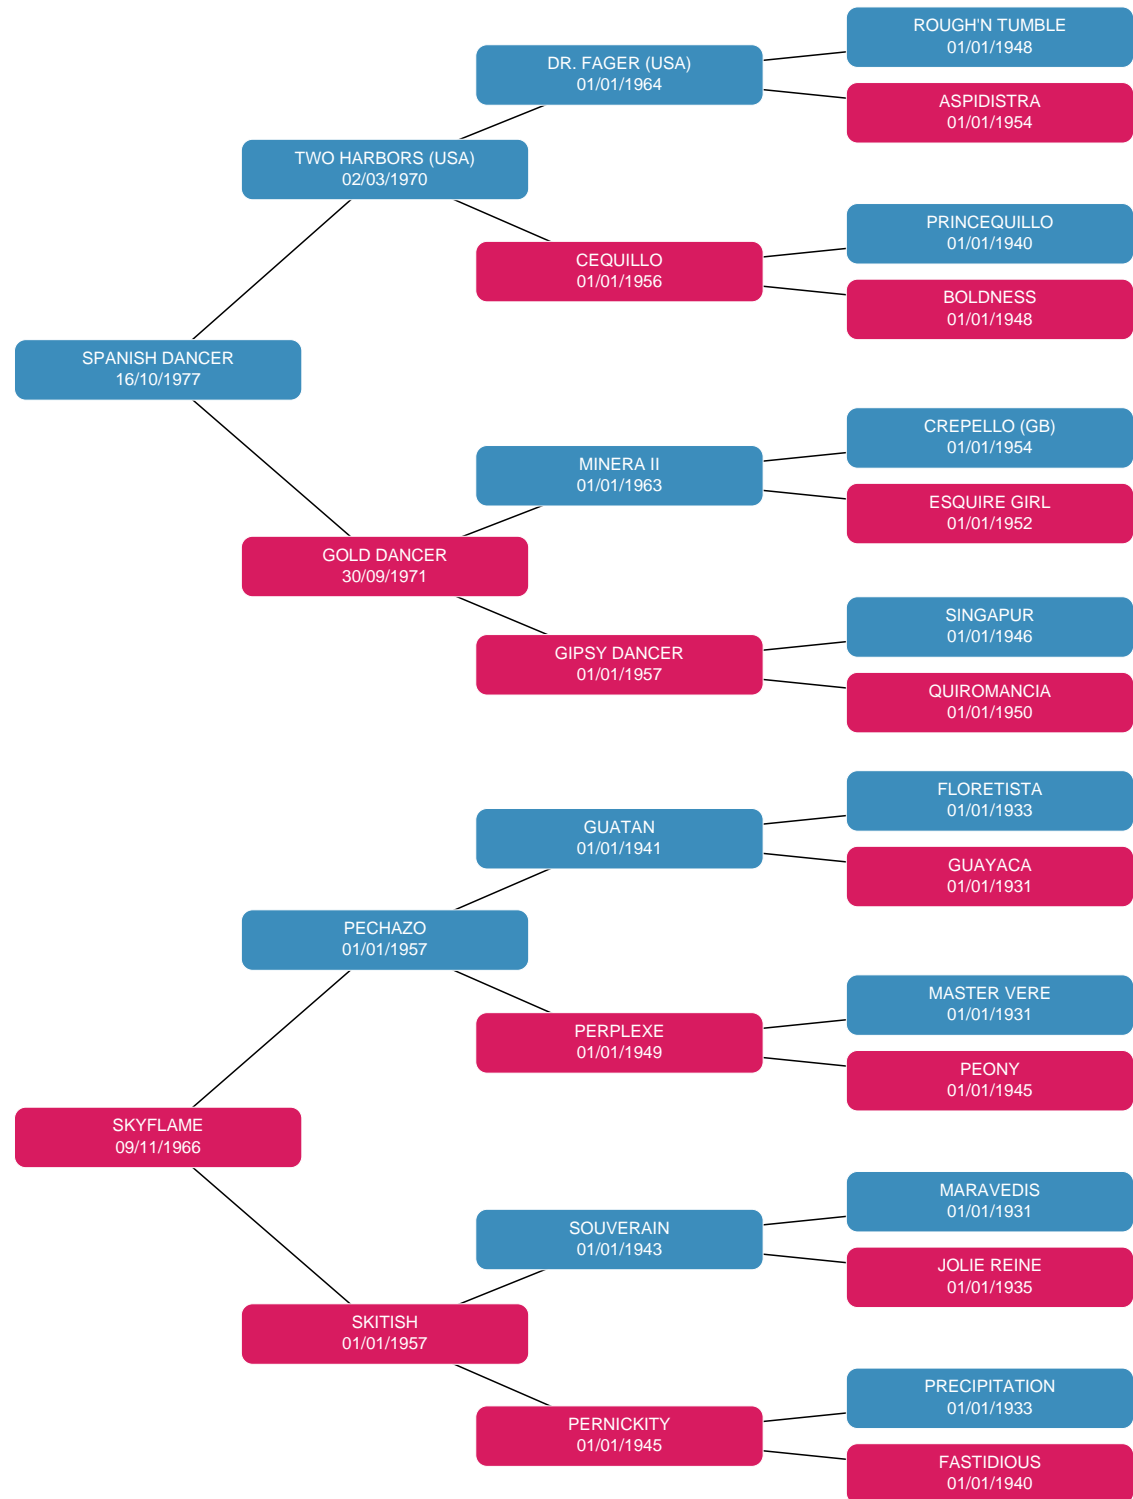 ROUGH'N TUMBLE
01/01/1948
DR. FAGER (USA)
01/01/1964
ASPIDISTRA
01/01/1954
TWO HARBORS (USA)
02/03/1970
PRINCEQUILLO
01/01/1940
CEQUILLO
01/01/1956
BOLDNESS
01/01/1948
SPANISH DANCER
16/10/1977
CREPELLO (GB)
01/01/1954
MINERA II
01/01/1963
ESQUIRE GIRL
01/01/1952
GOLD DANCER
30/09/1971
SINGAPUR
01/01/1946
GIPSY DANCER
01/01/1957
QUIROMANCIA
01/01/1950
FLORETISTA
01/01/1933
GUATAN
01/01/1941
GUAYACA
01/01/1931
PECHAZO
01/01/1957
MASTER VERE
01/01/1931
PERPLEXE
01/01/1949
PEONY
01/01/1945
SKYFLAME
09/11/1966
MARAVEDIS
01/01/1931
SOUVERAIN
01/01/1943
JOLIE REINE
01/01/1935
SKITISH
01/01/1957
PRECIPITATION
01/01/1933
PERNICKITY
01/01/1945
FASTIDIOUS
01/01/1940